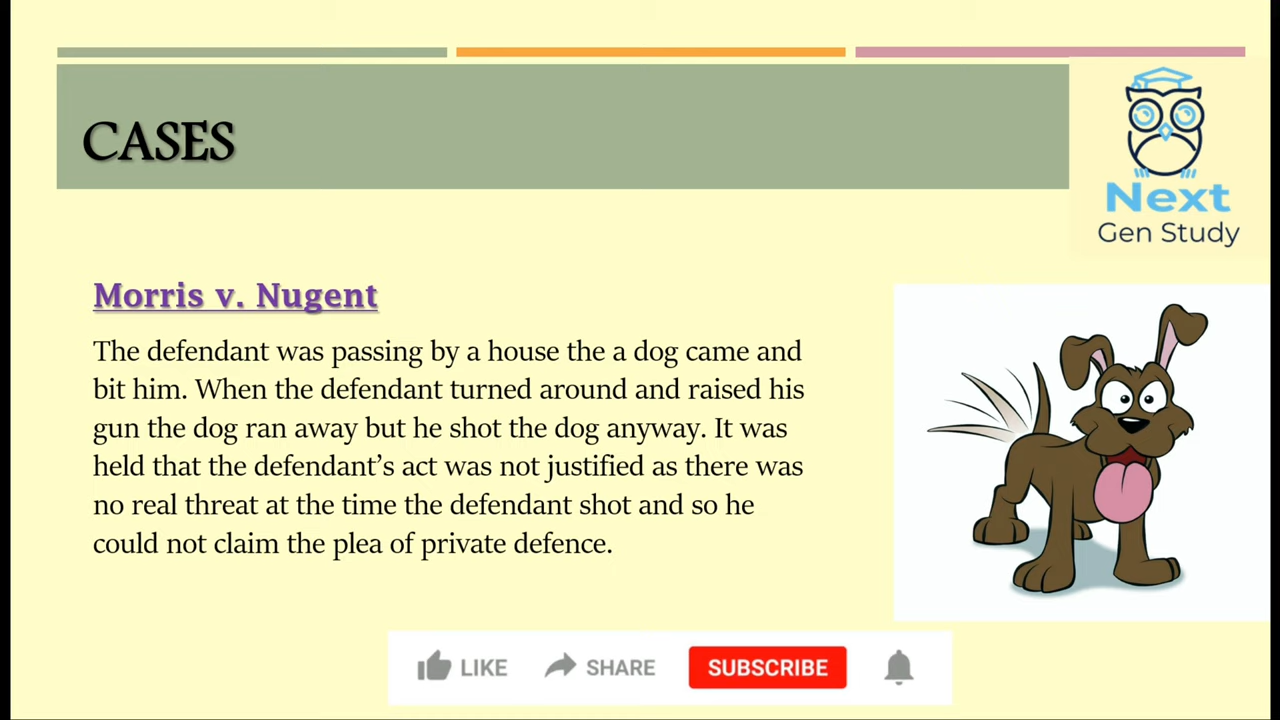 CASES
Next
Gen Study
Morris v. Nugent
The defendant was passing by a house the a dog came and
bit him. When the defendant turned around and raised his
gun the dog ran away but he shot the dog anyway. It was
held that the defendant’s act was not justified as there was
no real threat at the time the defendant shot and so he
could not claim the plea of private defence.
LIKE SHARE SUBSCRIBE